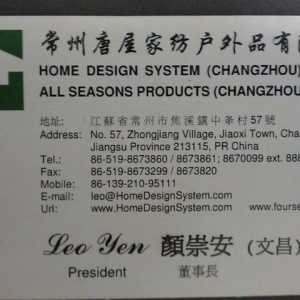 常州唐屋家紡戶外品有限
HOME DESIGN SYSTEM (CHANGZHOU)
ALL SEASONS PRODUCTS (CHANGZHOU
地址: 江蘇省常州市焦溪鎮中条村57號
Address: No. 57, Zhongjiang Village, Jiaoxi Town, Cha
Jiangsu Province 213115, PR China
Tel.: 86-519-8673860 / 8673861; 8670099 ext. 888
Fax: 86-519-8673299 / 8673820
Mobile: 86-139-210-95111
E-mail: leo@HomeDesignSystem.com
Url: www.HomeDesignSystem.com, www.fourse
Leo Yen 顏崇安 (文昌)
President 董事長